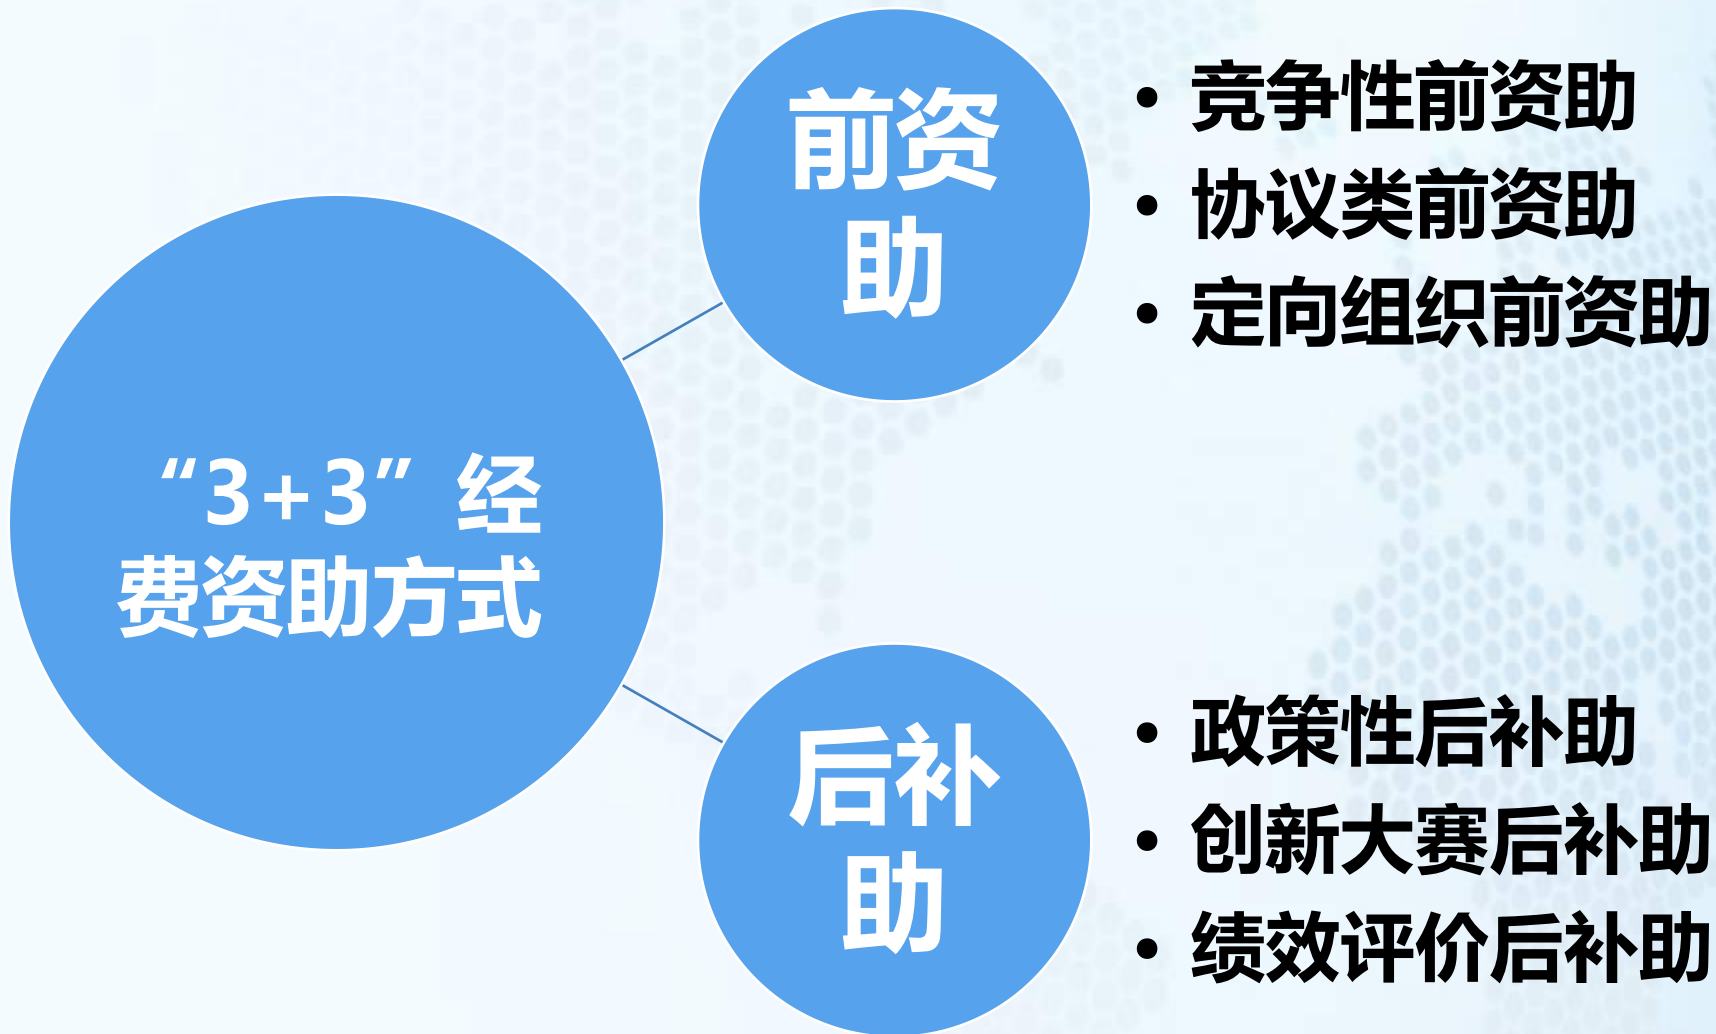 “3+3”经
费资助方式
前资
助
• 竞争性前资助
• 协议类前资助
• 定向组织前资助
后补
助
• 政策性后补助
• 创新大赛后补助
• 绩效评价后补助